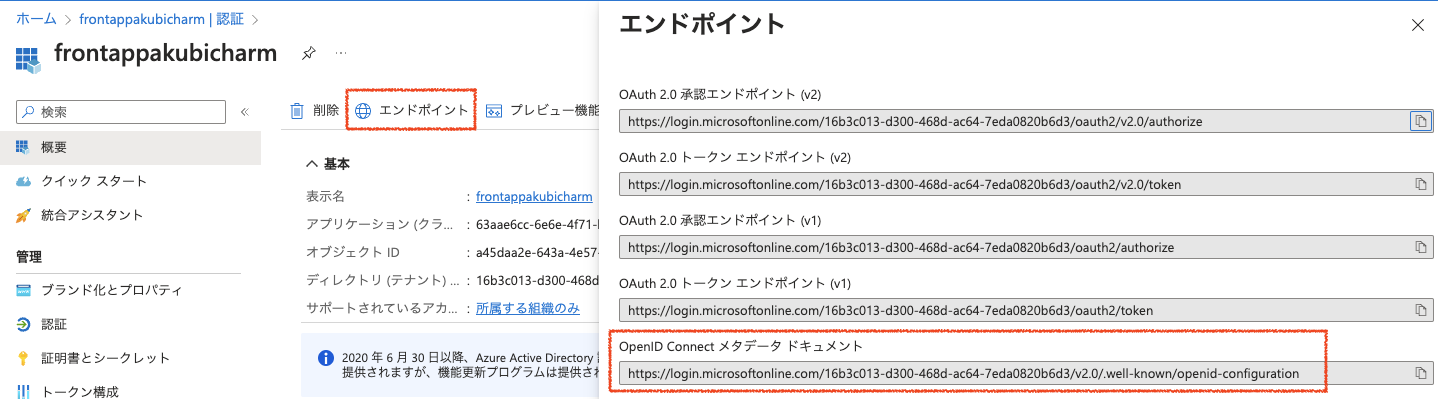 ホーム > frontappakubicharm | 認証 >
frontappakubicharm
検索
概要
クイック スタート
統合アシスタント
管理
ブランド化とプロパティ
認証
証明書とシークレット
トークン構成
削除 エンドポイント プレビュー機能
基本
表示名 : frontappakubicharm
アプリケーション (クラ... : 63aae6cc-6e6e-4f71-
オブジェクト ID : a45daa2e-643a-4e57-
ディレクトリ (テナント) ... : 16b3c013-d300-468d
サポートされているアカ... : 所属する組織のみ
2020 年 6 月 30 日以降、Azure Active Directory
提供されますが、機能更新プログラムは提供され
エンドポイント
OAuth 2.0 承認エンドポイント (v2)
https://login.microsoftonline.com/16b3c013-d300-468d-ac64-7eda0820b6d3/oauth2/v2.0/authorize
OAuth 2.0 トークン エンドポイント (v2)
https://login.microsoftonline.com/16b3c013-d300-468d-ac64-7eda0820b6d3/oauth2/v2.0/token
OAuth 2.0 承認エンドポイント (v1)
https://login.microsoftonline.com/16b3c013-d300-468d-ac64-7eda0820b6d3/oauth2/authorize
OAuth 2.0 トークン エンドポイント (v1)
https://login.microsoftonline.com/16b3c013-d300-468d-ac64-7eda0820b6d3/oauth2/token
OpenID Connect メタデータ ドキュメント
https://login.microsoftonline.com/16b3c013-d300-468d-ac64-7eda0820b6d3/v2.0/.well-known/openid-configuration